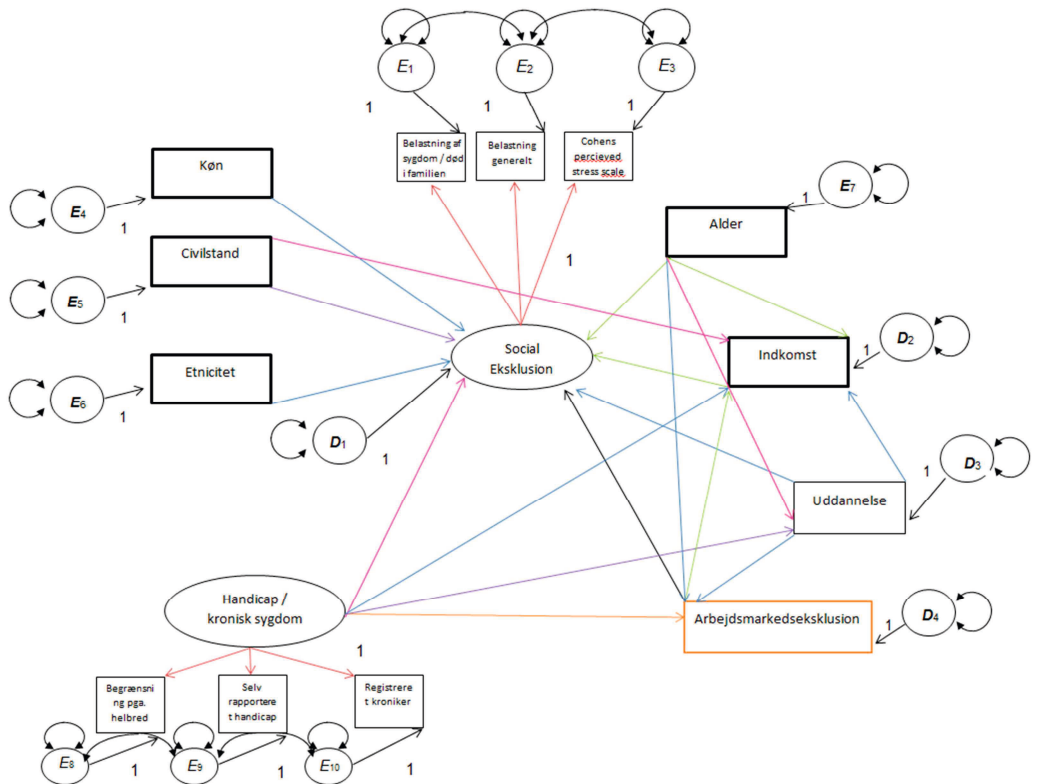 E1
E2
E3
1
1
1
Belastning af
sygdom / død
i familien
Belastning
generelt
Cohens
percieved
stress scale
Køn
E4
1
Civilstand
E5
1
Etnicitet
E6
1
1
Alder
1
E7
Social
Eksklusion
Indkomst
1
D2
D1
1
Uddannelse
1
D3
Handicap /
kronisk sygdom
Arbejdsmarkedseksklusion
1
D4
1
Begrænsni
ng pga.
helbred
Selv
rapportere
t handicap
Registrere
t kroniker
E8
1
E9
1
E10
1